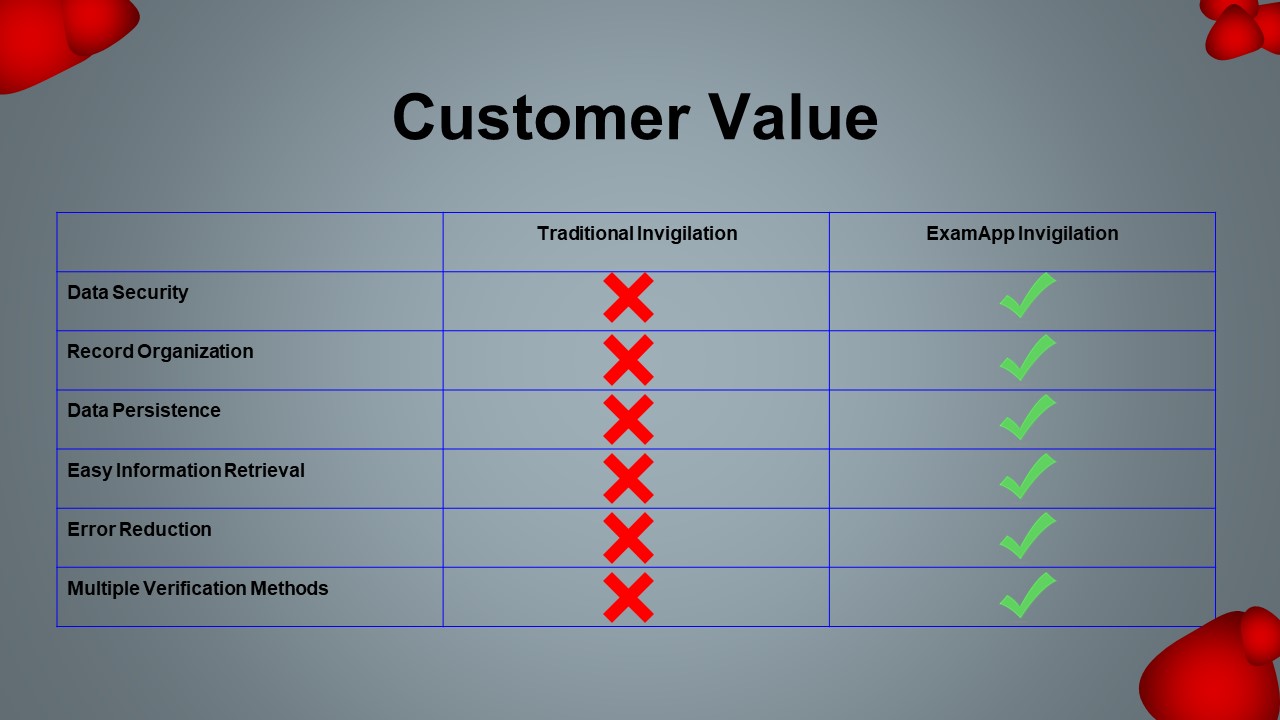 Customer Value
Traditional Invigilation
ExamApp Invigilation
Data Security
Record Organization
Data Persistence
Easy Information Retrieval
Error Reduction
Multiple Verification Methods